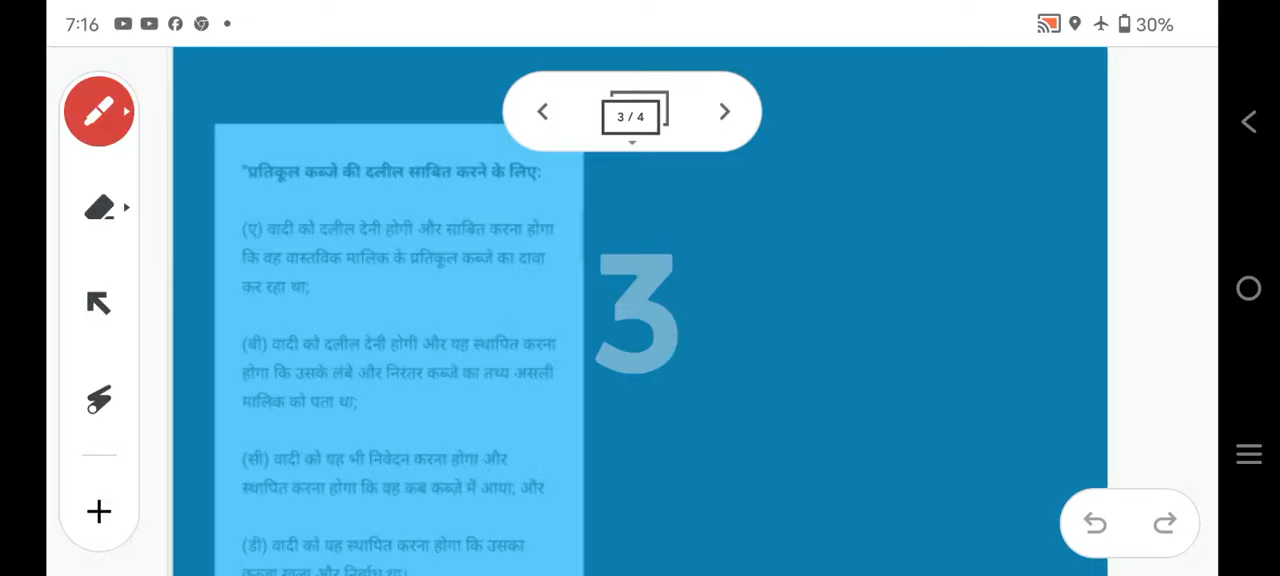 7:16
30%
3 / 4
"प्रतिकूल कब्जे की दलील साबित करने के लिए:
(ए) वादी को दलील देनी होगी और साबित करना होगा
कि वह वास्तविक मालिक के प्रतिकूल कब्जे का दावा
कर रहा था;
3
(बी) वादी को दलील देनी होगी और यह स्थापित करना
होगा कि उसके लंबे और निरंतर कब्जे का तथ्य असली
मालिक को पता था;
(सी) वादी को यह भी निवेदन करना होगा और
स्थापित करना होगा कि वह कब कब्ज़े में आया; और
(डी) वादी को यह स्थापित करना होगा कि उसका
कब्जा खुला और निर्बाध था।